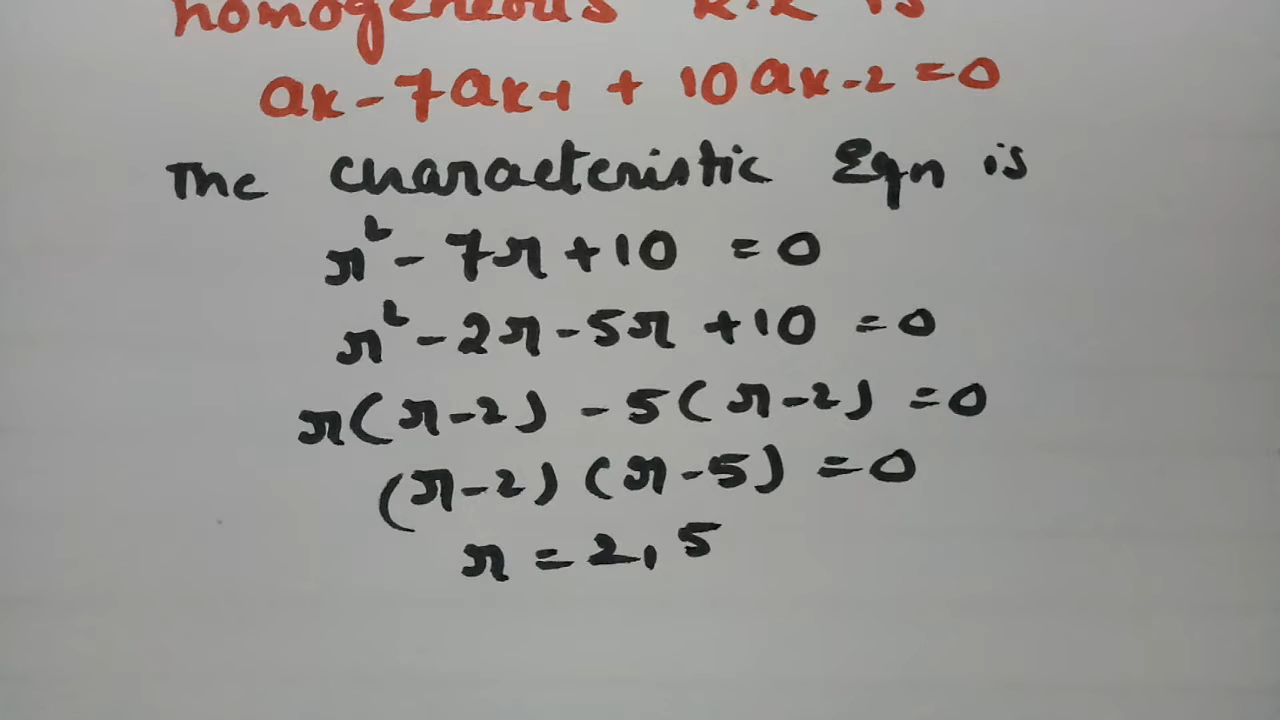 homogeneous R.R is
ak - 7ak-1 + 10ak-2 = 0
The characteristic Eqn is
r² - 7r + 10 = 0
r² - 2r - 5r + 10 = 0
r(r-2) - 5(r-2) = 0
(r-2)(r-5) = 0
r = 2, 5